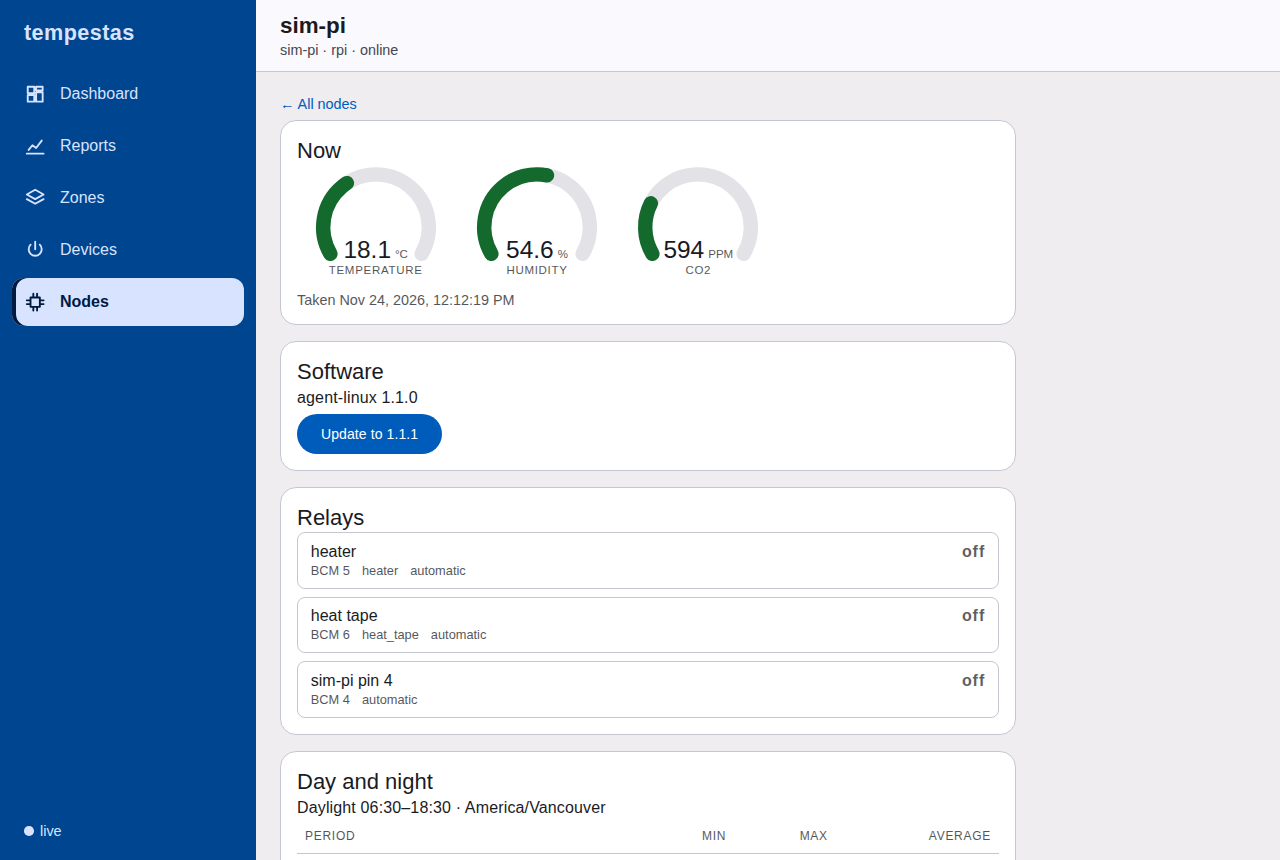 tempestas
Dashboard
Reports
Zones
Devices
Nodes
live
sim-pi
sim-pi · rpi · online
← All nodes
Now
18.1 °C
TEMPERATURE
54.6 %
HUMIDITY
594 PPM
CO2
Taken Nov 24, 2026, 12:12:19 PM
Software
agent-linux 1.1.0
Update to 1.1.1
Relays
heater off
BCM 5 heater automatic
heat tape off
BCM 6 heat_tape automatic
sim-pi pin 4 off
BCM 4 automatic
Day and night
Daylight 06:30–18:30 · America/Vancouver
PERIOD MIN MAX AVERAGE